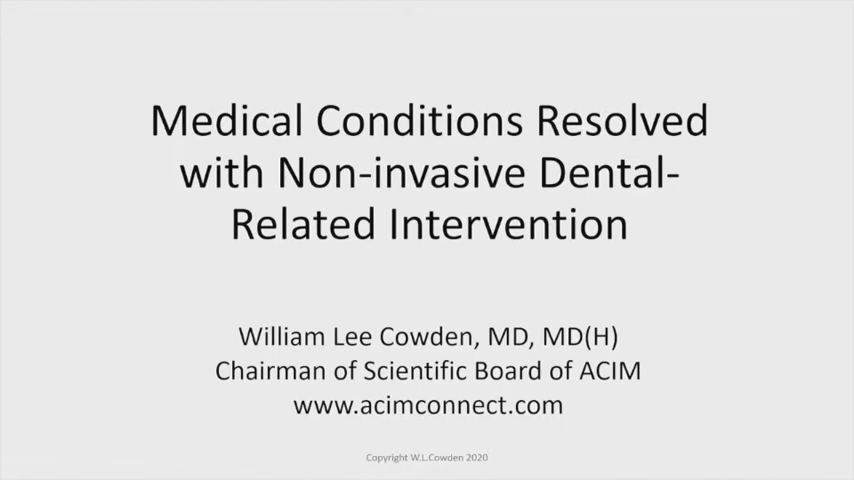 Medical Conditions Resolved
with Non-invasive Dental-
Related Intervention
William Lee Cowden, MD, MD(H)
Chairman of Scientific Board of ACIM
www.acimconnect.com
Copyright W.L.Cowden 2020